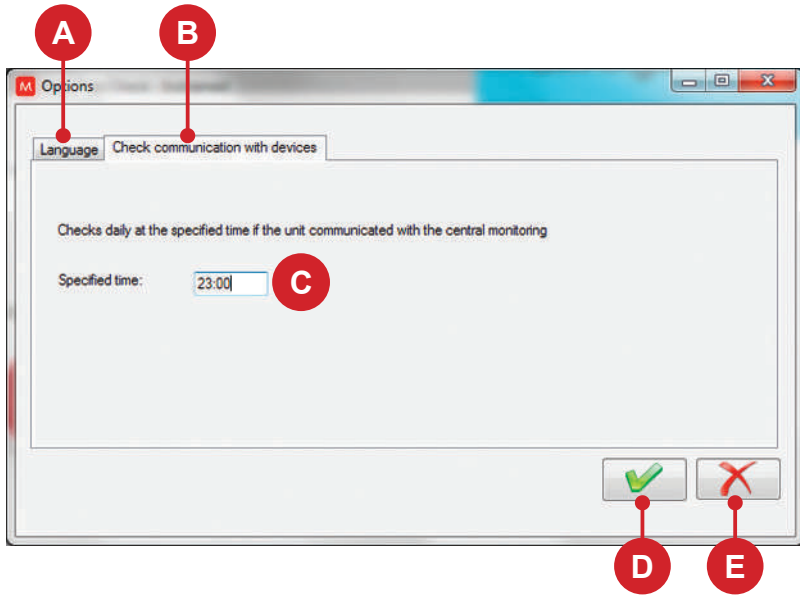 A B
M Options
Language Check communication with devices
Checks daily at the specified time if the unit communicated with the central monitoring
Specified time: 23:00 C
D E